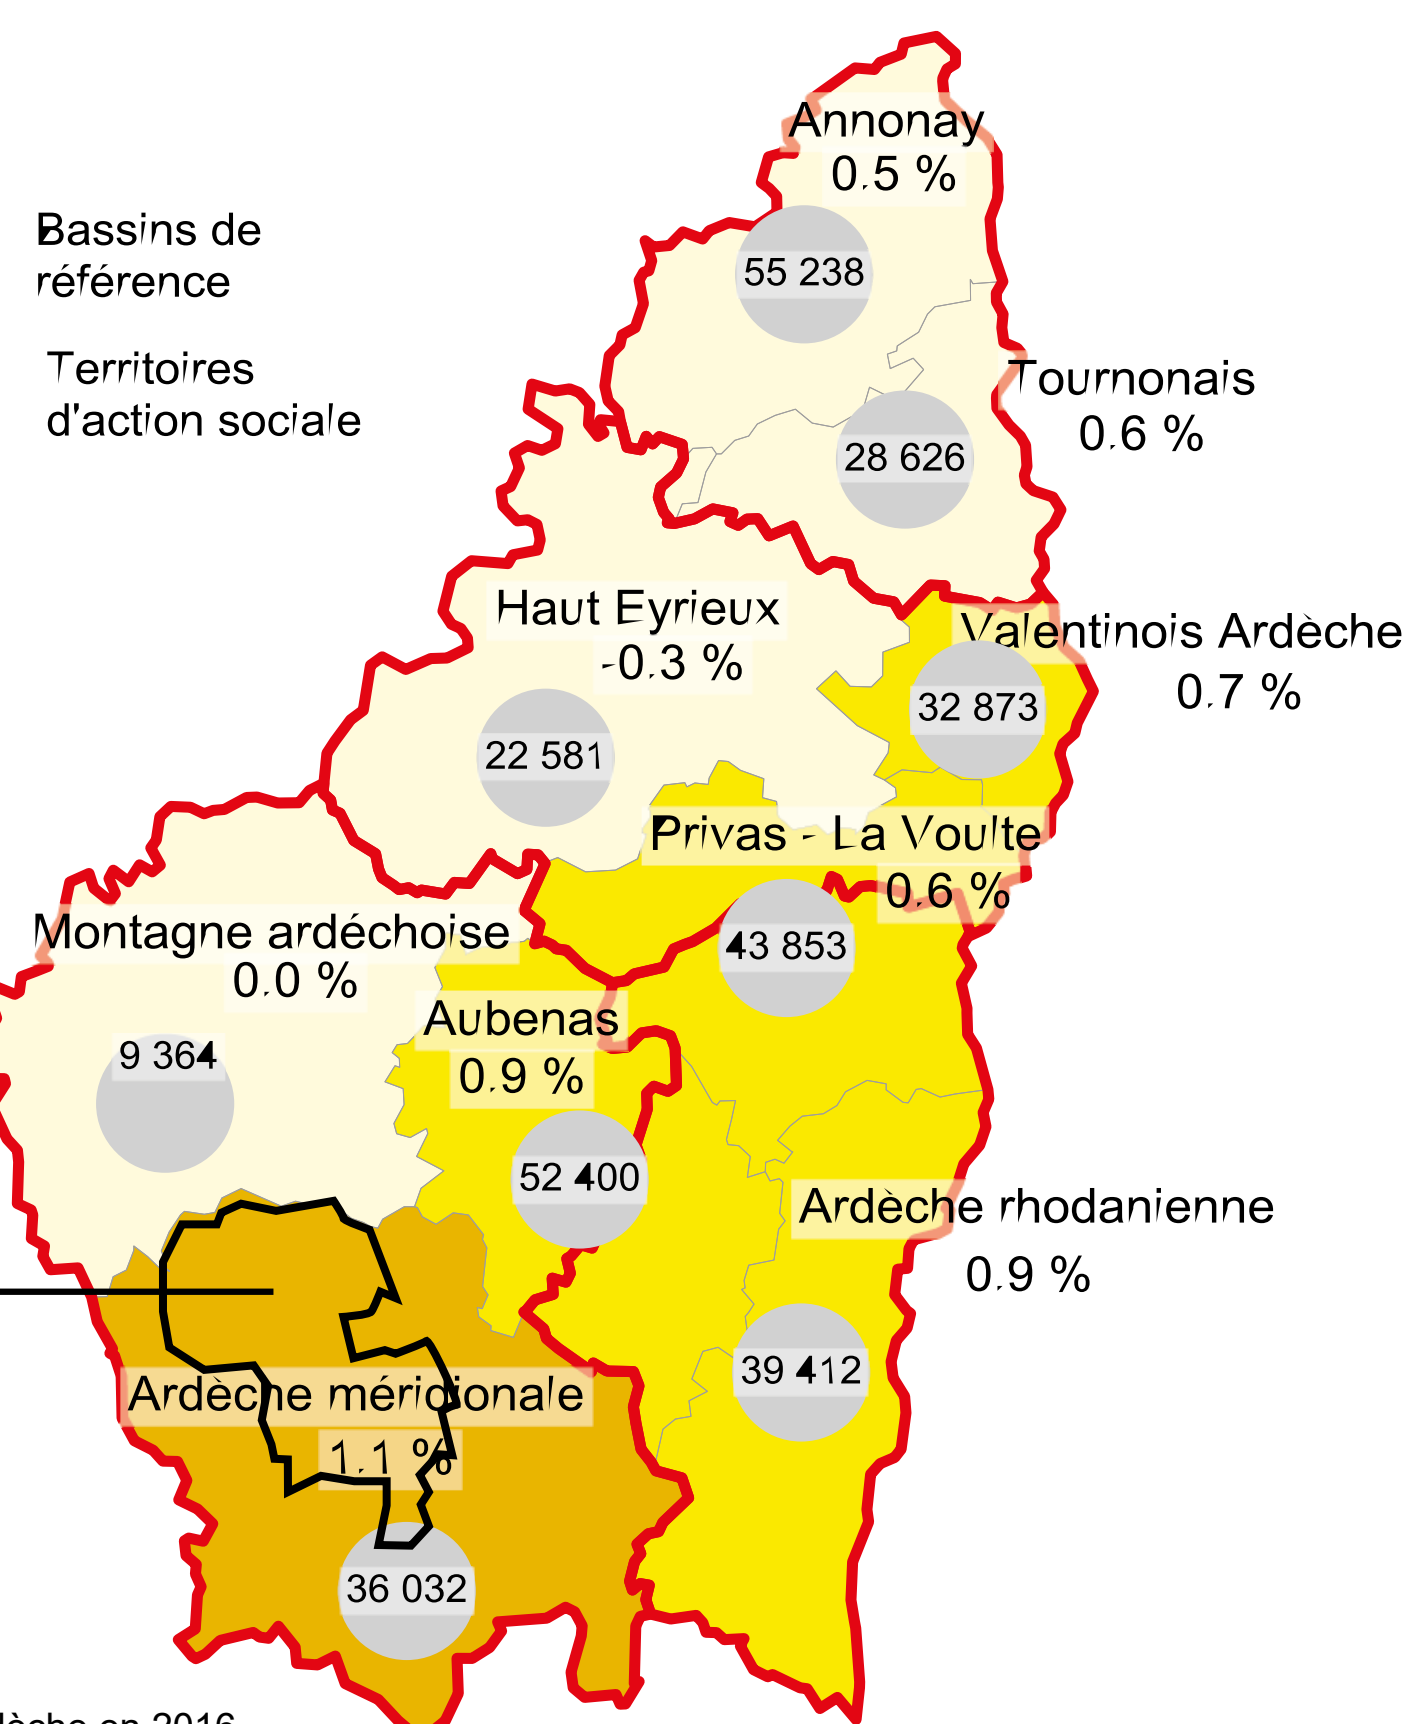 Annonay
0.5 %
55 238
Bassins de
référence
Territoires
d'action sociale
Tournonais
0.6 %
28 626
Haut Eyrieux
-0.3 %
22 581
Valentinois Ardèche
0.7 %
32 873
Privas - La Voulte
0.6 %
43 853
Montagne ardéchoise
0.0 %
9 364
Aubenas
0.9 %
52 400
Ardèche rhodanienne
0.9 %
39 412
Ardèche méridionale
1.1 %
36 032
en 2016